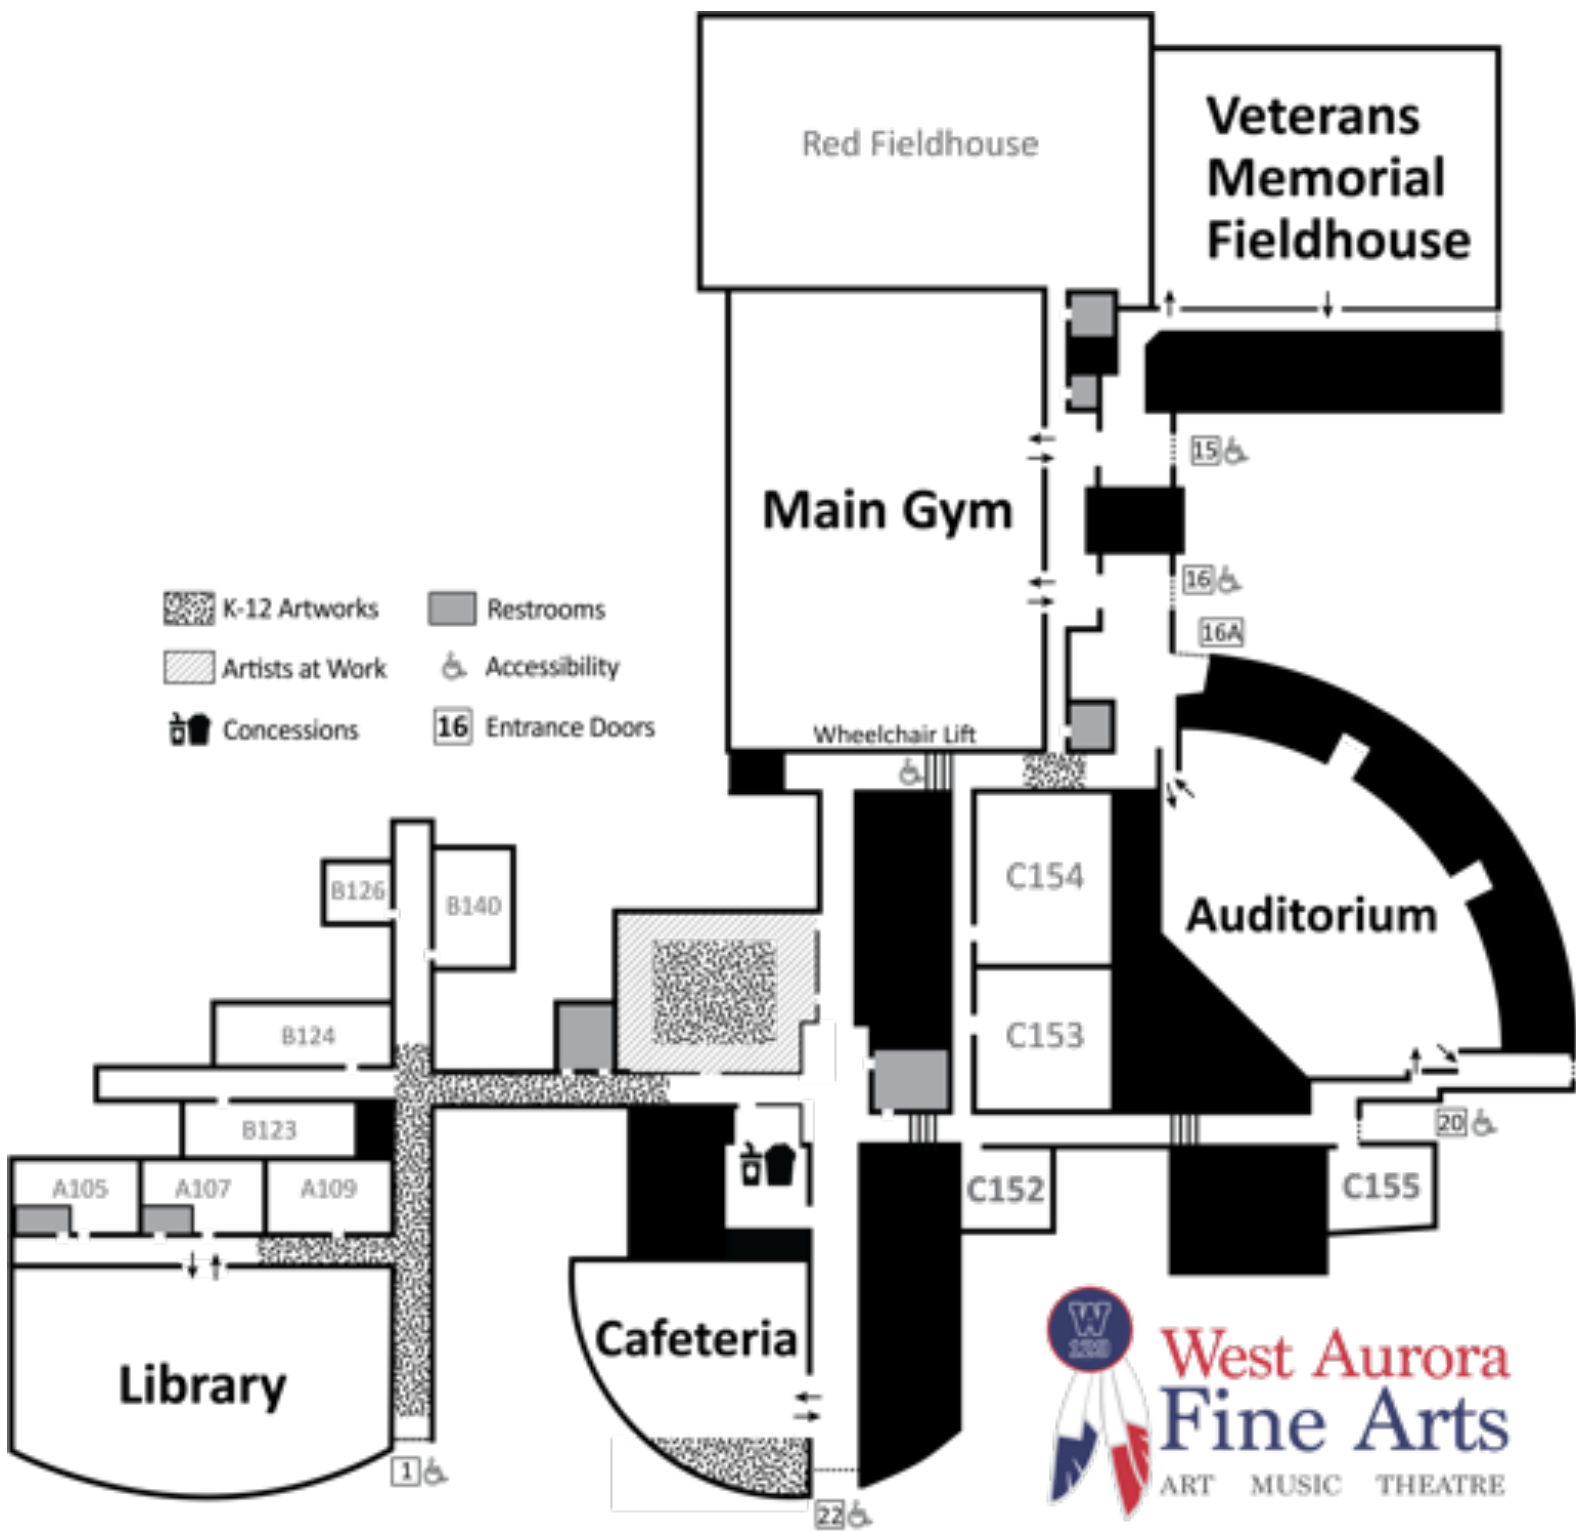 Red Fieldhouse
Veterans
Memorial
Fieldhouse
Main Gym
15
16
16A
K-12 Artworks
Restrooms
Artists at Work
Accessibility
Concessions
16 Entrance Doors
Wheelchair Lift
C154
B126
B140
Auditorium
B124
C153
B123
20
A105
A107
A109
C152
C155
Cafeteria
Library
1
22
W
129
West Aurora
Fine Arts
ART MUSIC THEATRE